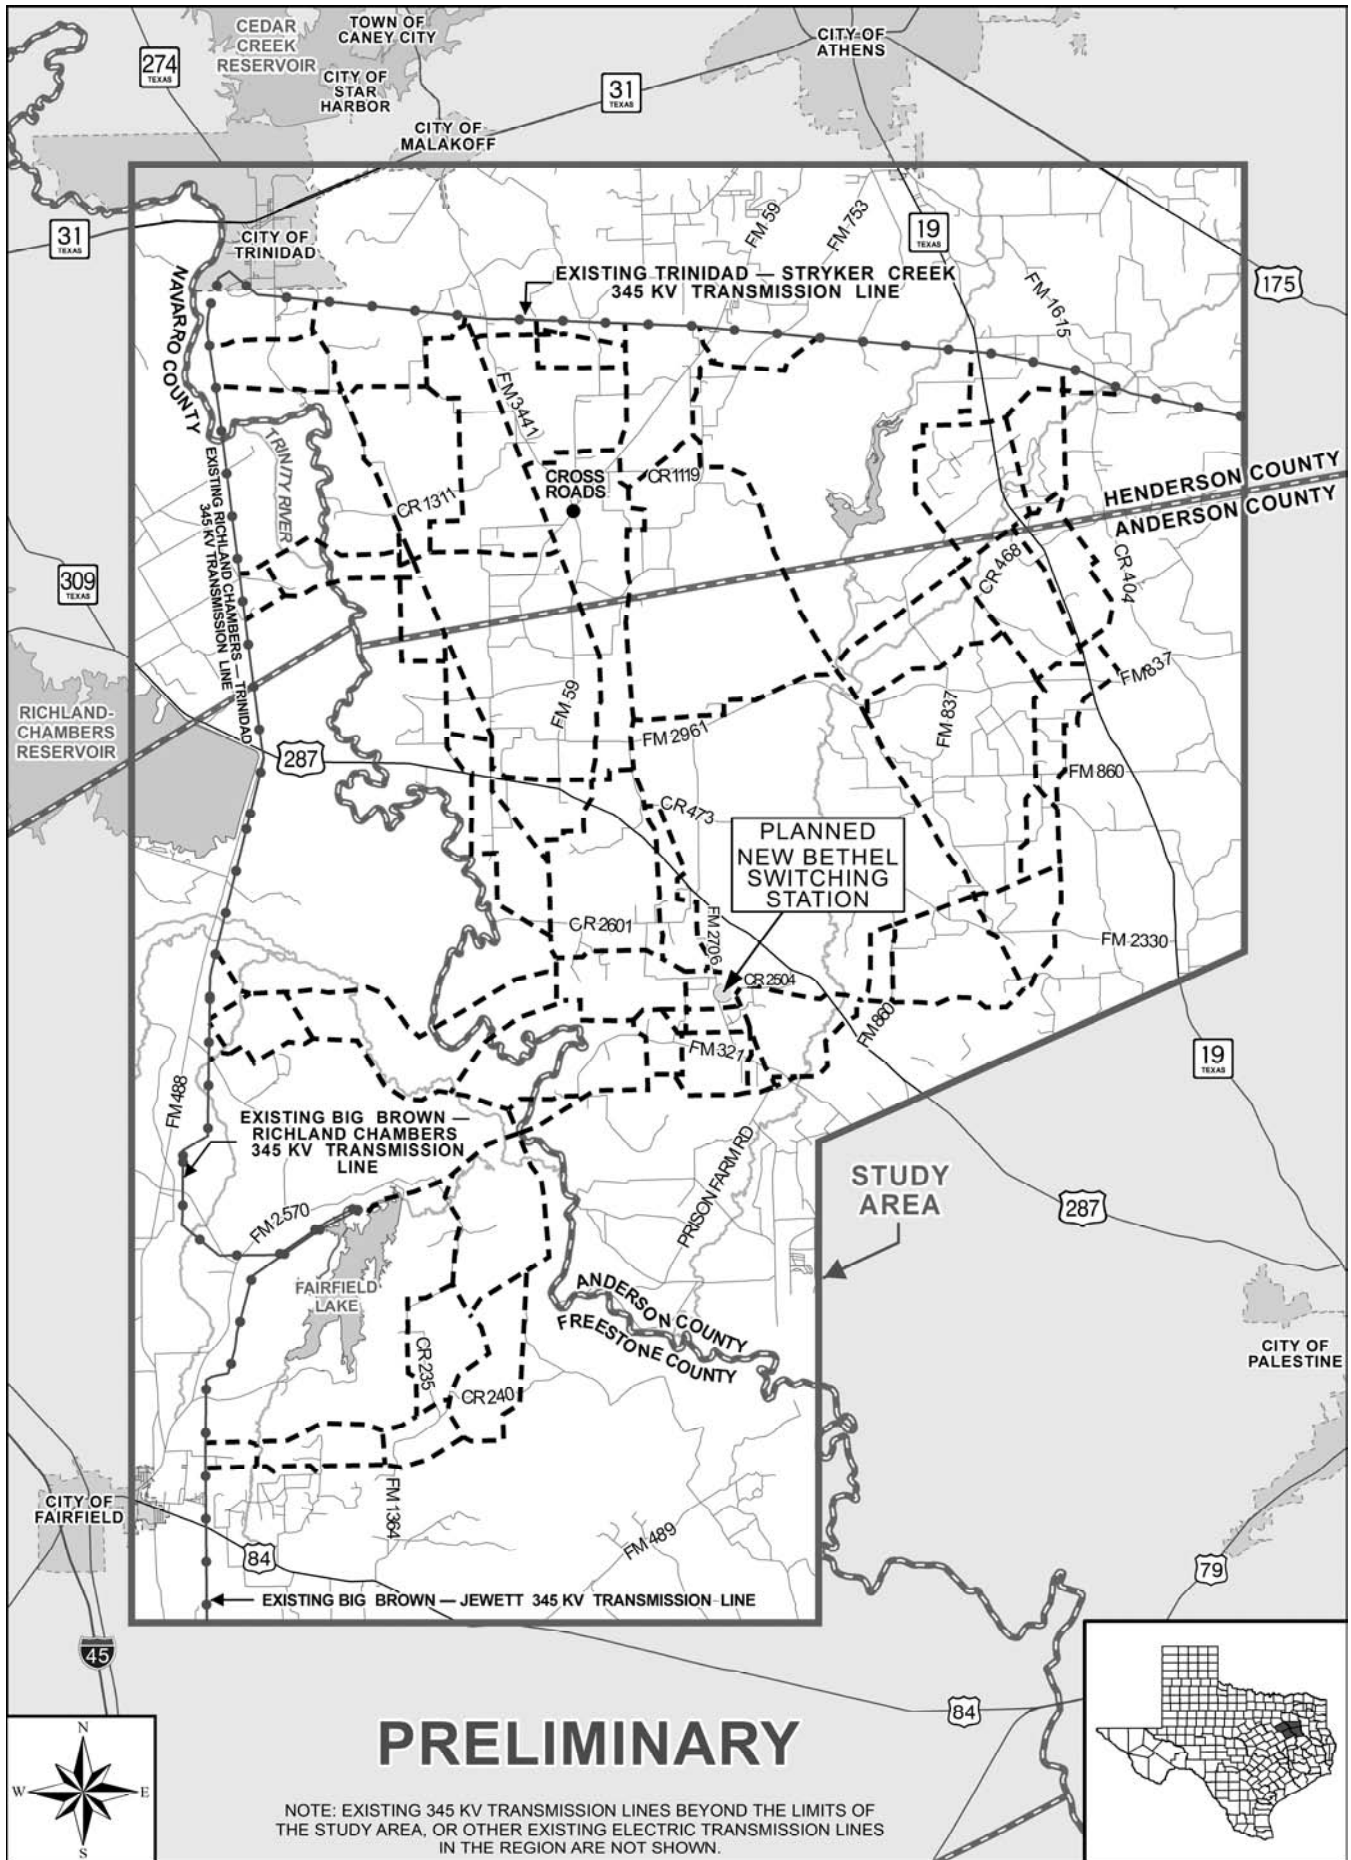 CEDAR
CREEK
RESERVOIR
TOWN OF
CANEY CITY
CITY OF
ATHENS
274
TEXAS
CITY OF
STAR
HARBOR
31
TEXAS
CITY OF
MALAKOFF
31
TEXAS
CITY OF
TRINIDAD
FM 59
FM 753
19
TEXAS
175
NAVARRO COUNTY
EXISTING TRINIDAD — STRYKER CREEK
345 KV TRANSMISSION LINE
FM 1615
FM 3441
TRINITY RIVER
EXISTING RICHLAND CHAMBERS — TRINIDAD
345 KV TRANSMISSION LINE
CR 1311
CROSS
ROADS
CR 1119
HENDERSON COUNTY
ANDERSON COUNTY
309
TEXAS
CR 468
CR 404
RICHLAND-
CHAMBERS
RESERVOIR
FM 59
FM 837
FM 837
FM 2961
287
FM 860
CR 473
PLANNED
NEW BETHEL
SWITCHING
STATION
CR 2601
FM 2706
FM 2330
CR 2504
FM 860
FM 321
19
TEXAS
FM 488
EXISTING BIG BROWN —
RICHLAND CHAMBERS
345 KV TRANSMISSION
LINE
PRISON FARM RD
STUDY
AREA
287
FM 2570
FAIRFIELD
LAKE
ANDERSON COUNTY
FREESTONE COUNTY
CITY OF
PALESTINE
CR 235
CR 240
CITY OF
FAIRFIELD
FM 1364
FM 489
84
79
EXISTING BIG BROWN — JEWETT 345 KV TRANSMISSION LINE
45
84
N
W
E
S
PRELIMINARY
NOTE: EXISTING 345 KV TRANSMISSION LINES BEYOND THE LIMITS OF
THE STUDY AREA, OR OTHER EXISTING ELECTRIC TRANSMISSION LINES
IN THE REGION ARE NOT SHOWN.